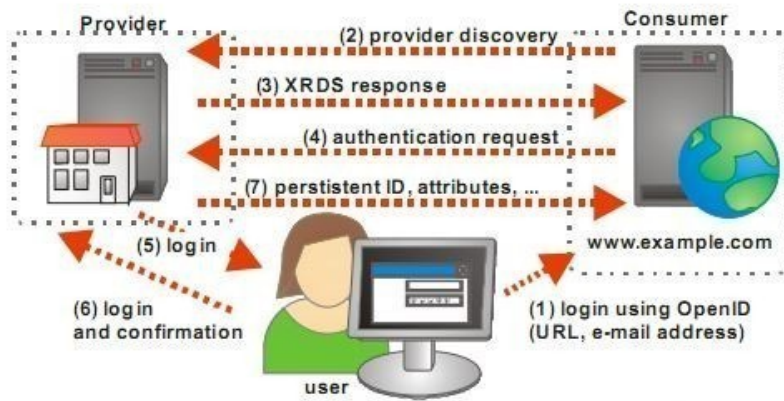 Provider
Consumer
(2) provider discovery
(3) XRDS response
(4) authentication request
(7) perstistent ID, attributes, ...
www.example.com
(5) login
(6) login
and confirmation
(1) login using OpenID
(URL, e-mail address)
user